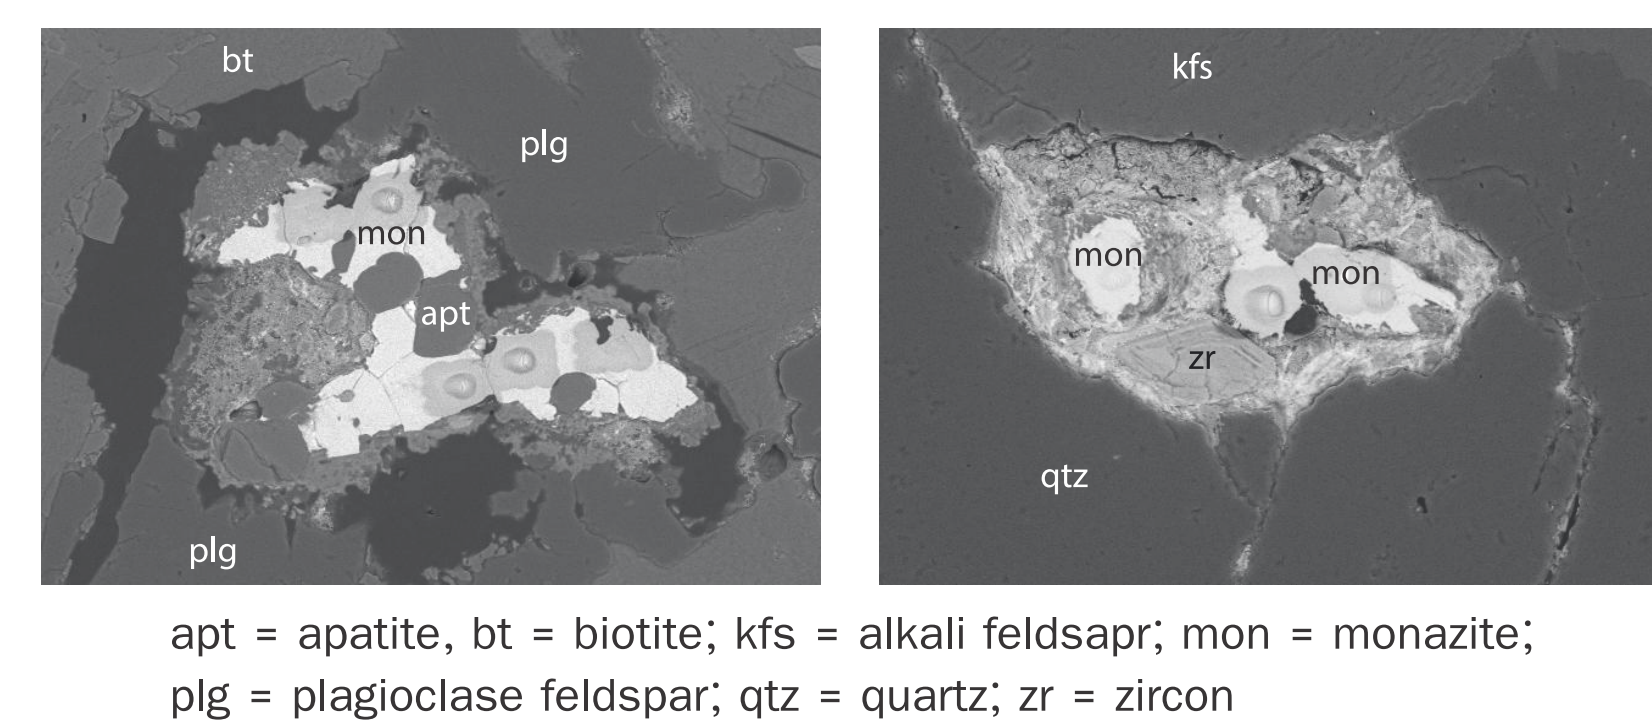 bt
plg
mon
apt
plg
kfs
mon
mon
zr
qtz
apt = apatite, bt = biotite; kfs = alkali feldsapr; mon = monazite;
plg = plagioclase feldspar; qtz = quartz; zr = zircon